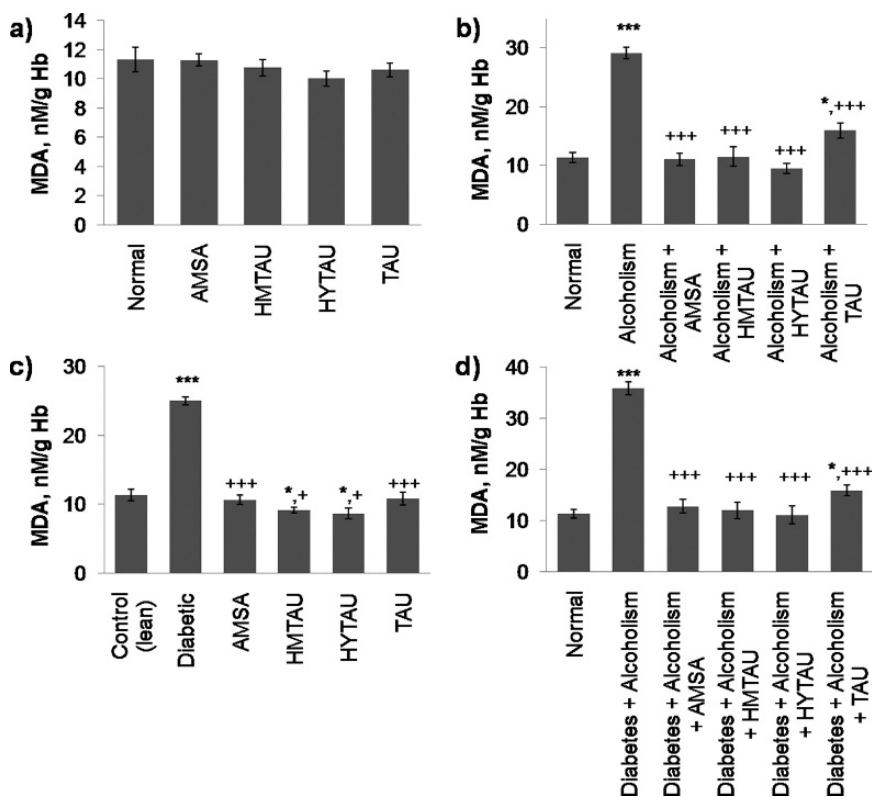 a)
MDA, nM/g Hb
14
12
10
8
6
4
2
0
Normal
AMSA
HMTAU
HYTAU
TAU
b)
MDA, nM/g Hb
30
20
10
0
***
+++
+++
+++
*,+++
Normal
Alcoholism
Alcoholism +
AMSA
Alcoholism +
HMTAU
Alcoholism +
HYTAU
Alcoholism +
TAU
c)
MDA, nM/g Hb
30
20
10
0
***
+++
*,+
*,+
+++
Control
(lean)
Diabetic
AMSA
HMTAU
HYTAU
TAU
d)
MDA, nM/g Hb
40
30
20
10
0
***
+++
+++
+++
*,+++
Normal
Diabetes + Alcoholism
Diabetes + Alcoholism
+ AMSA
Diabetes + Alcoholism
+ HMTAU
Diabetes + Alcoholism
+ HYTAU
Diabetes + Alcoholism
+ TAU